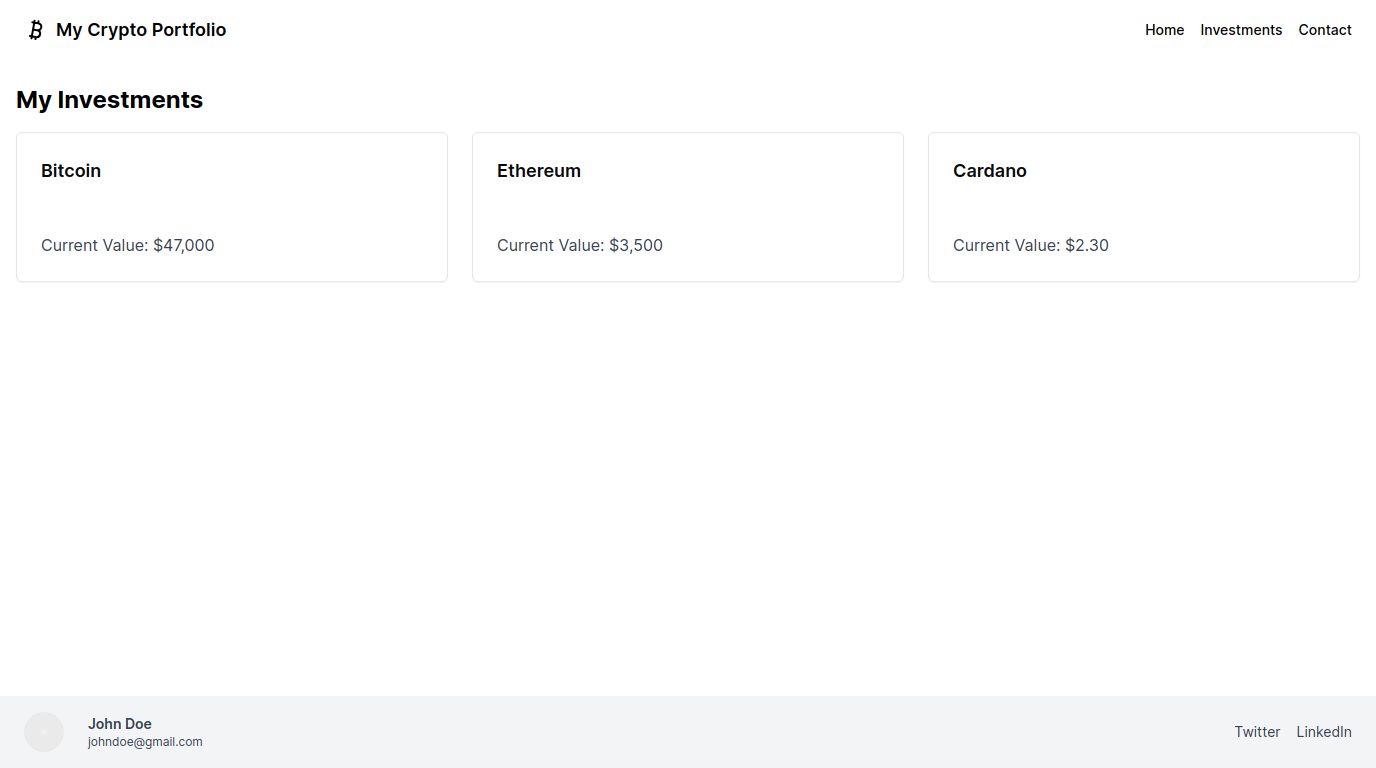 My Crypto Portfolio
Home Investments Contact
My Investments
Bitcoin
Current Value: $47,000
Ethereum
Current Value: $3,500
Cardano
Current Value: $2.30
John Doe
johndoe@gmail.com
Twitter LinkedIn